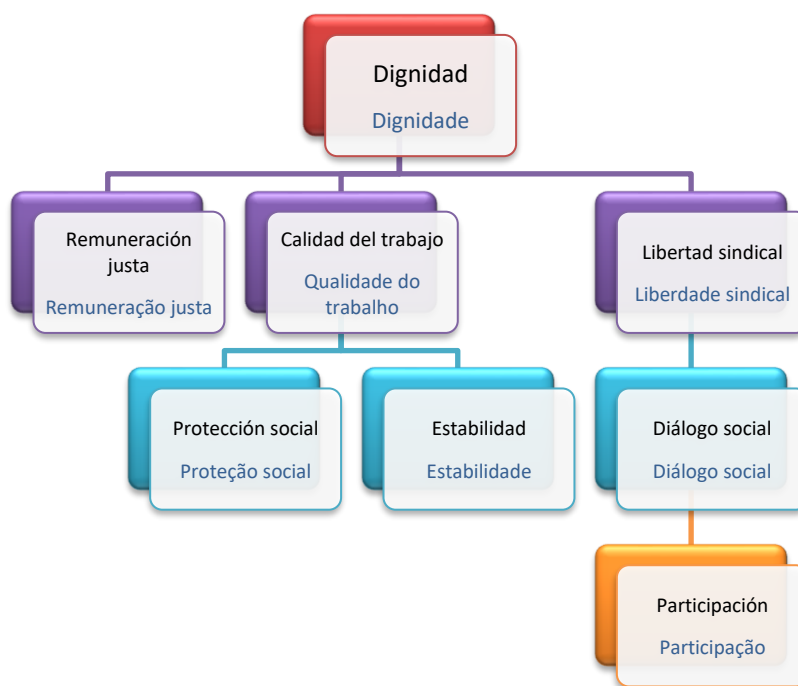 Dignidad
Dignidade
Remuneración
justa
Remuneração justa
Calidad del trabajo
Qualidade do
trabalho
Libertad sindical
Liberdade sindical
Protección social
Proteção social
Estabilidad
Estabilidade
Diálogo social
Diálogo social
Participación
Participação